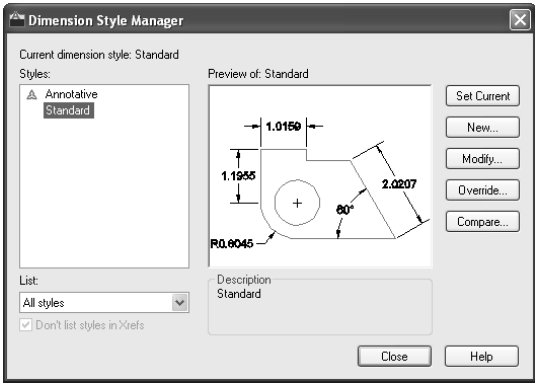 Dimension Style Manager
Current dimension style: Standard
Styles:
Annotative
Standard
Preview of: Standard
1.0159
1.1955
2.0207
60°
R0.6045
Set Current
New...
Modify...
Override...
Compare...
List:
All styles
Don't list styles in Xrefs
Description
Standard
Close
Help